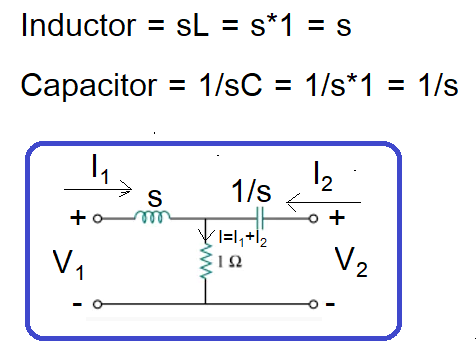 Inductor = sL = s*1 = s
Capacitor = 1/sC = 1/s*1 = 1/s
I₁ I₂
s 1/s
+ +
I=I₁+I₂
V₁ 1 Ω V₂
- -